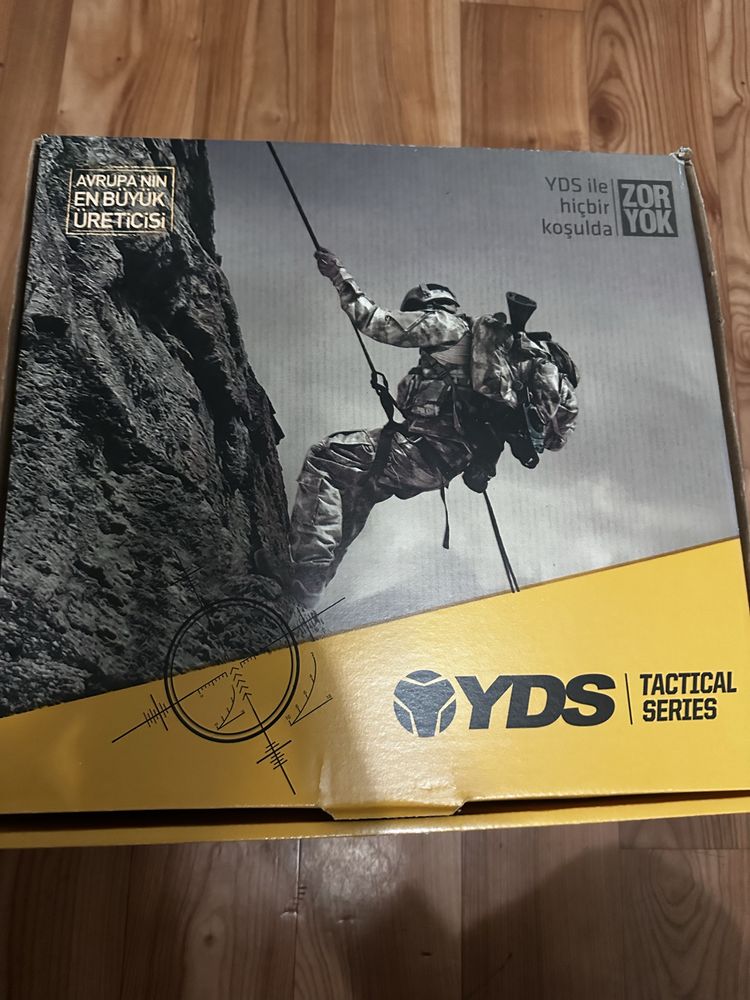 AVRUPA'NIN
EN BÜYÜK
ÜRETİCİSİ
YDS ile
hiçbir
koşulda
ZOR
YOK
YDS
TACTICAL
SERIES